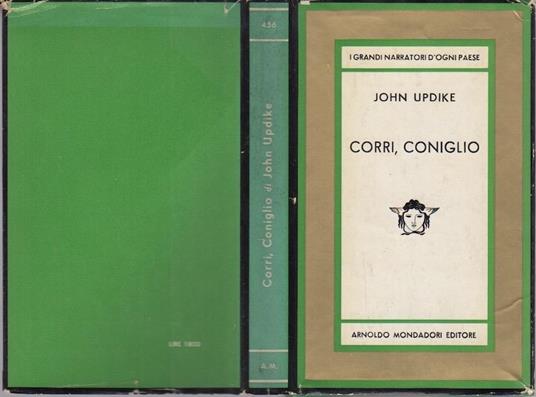 I GRANDI NARRATORI D'OGNI PAESE
JOHN UPDIKE
CORRI, CONIGLIO
ARNOLDO MONDADORI EDITORE
456
Corri, Coniglio di John Updike
A.M.